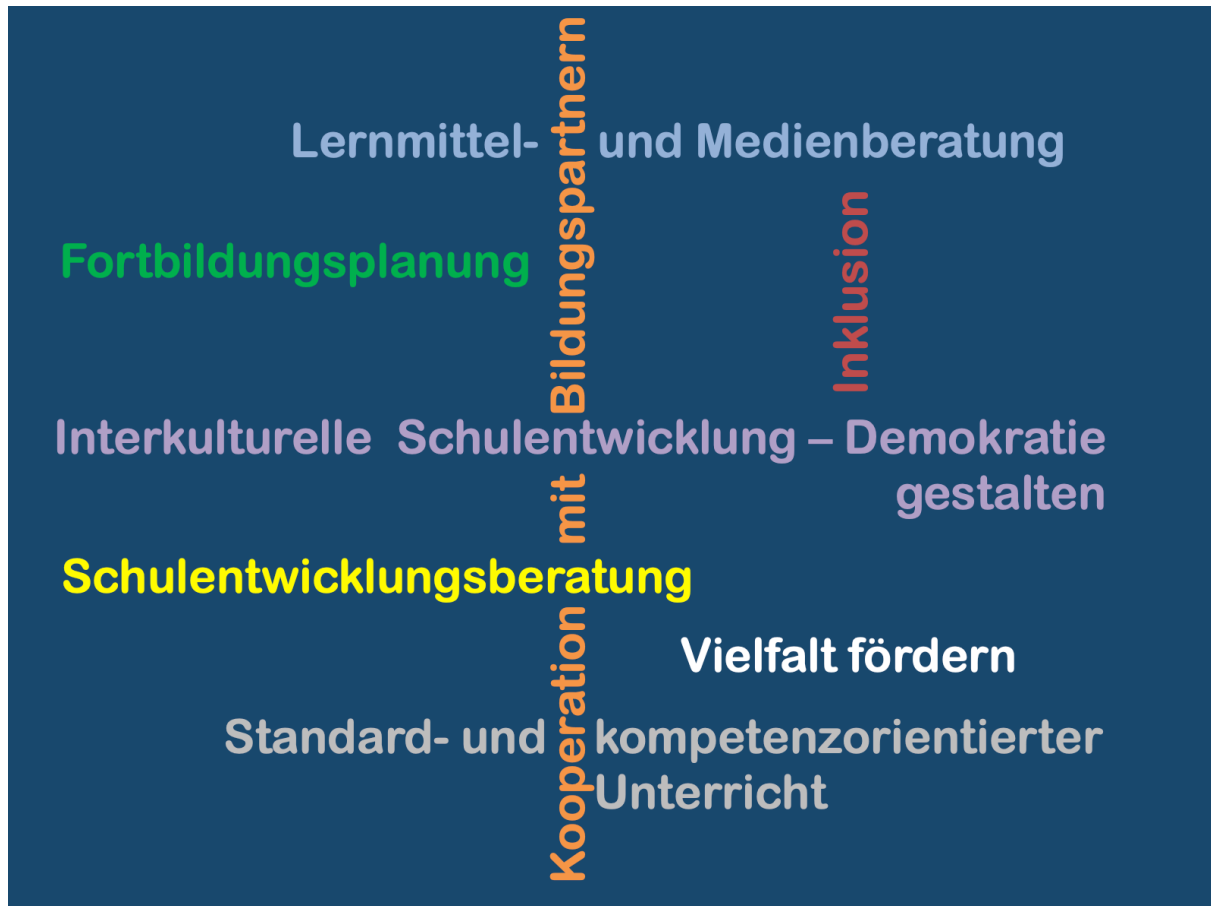 Lernmittel- und Medienberatung
Fortbildungsplanung
Inklusion
Kooperation mit Bildungspartnern
Interkulturelle Schulentwicklung – Demokratie
gestalten
Schulentwicklungsberatung
Vielfalt fördern
Standard- und kompetenzorientierter
Unterricht